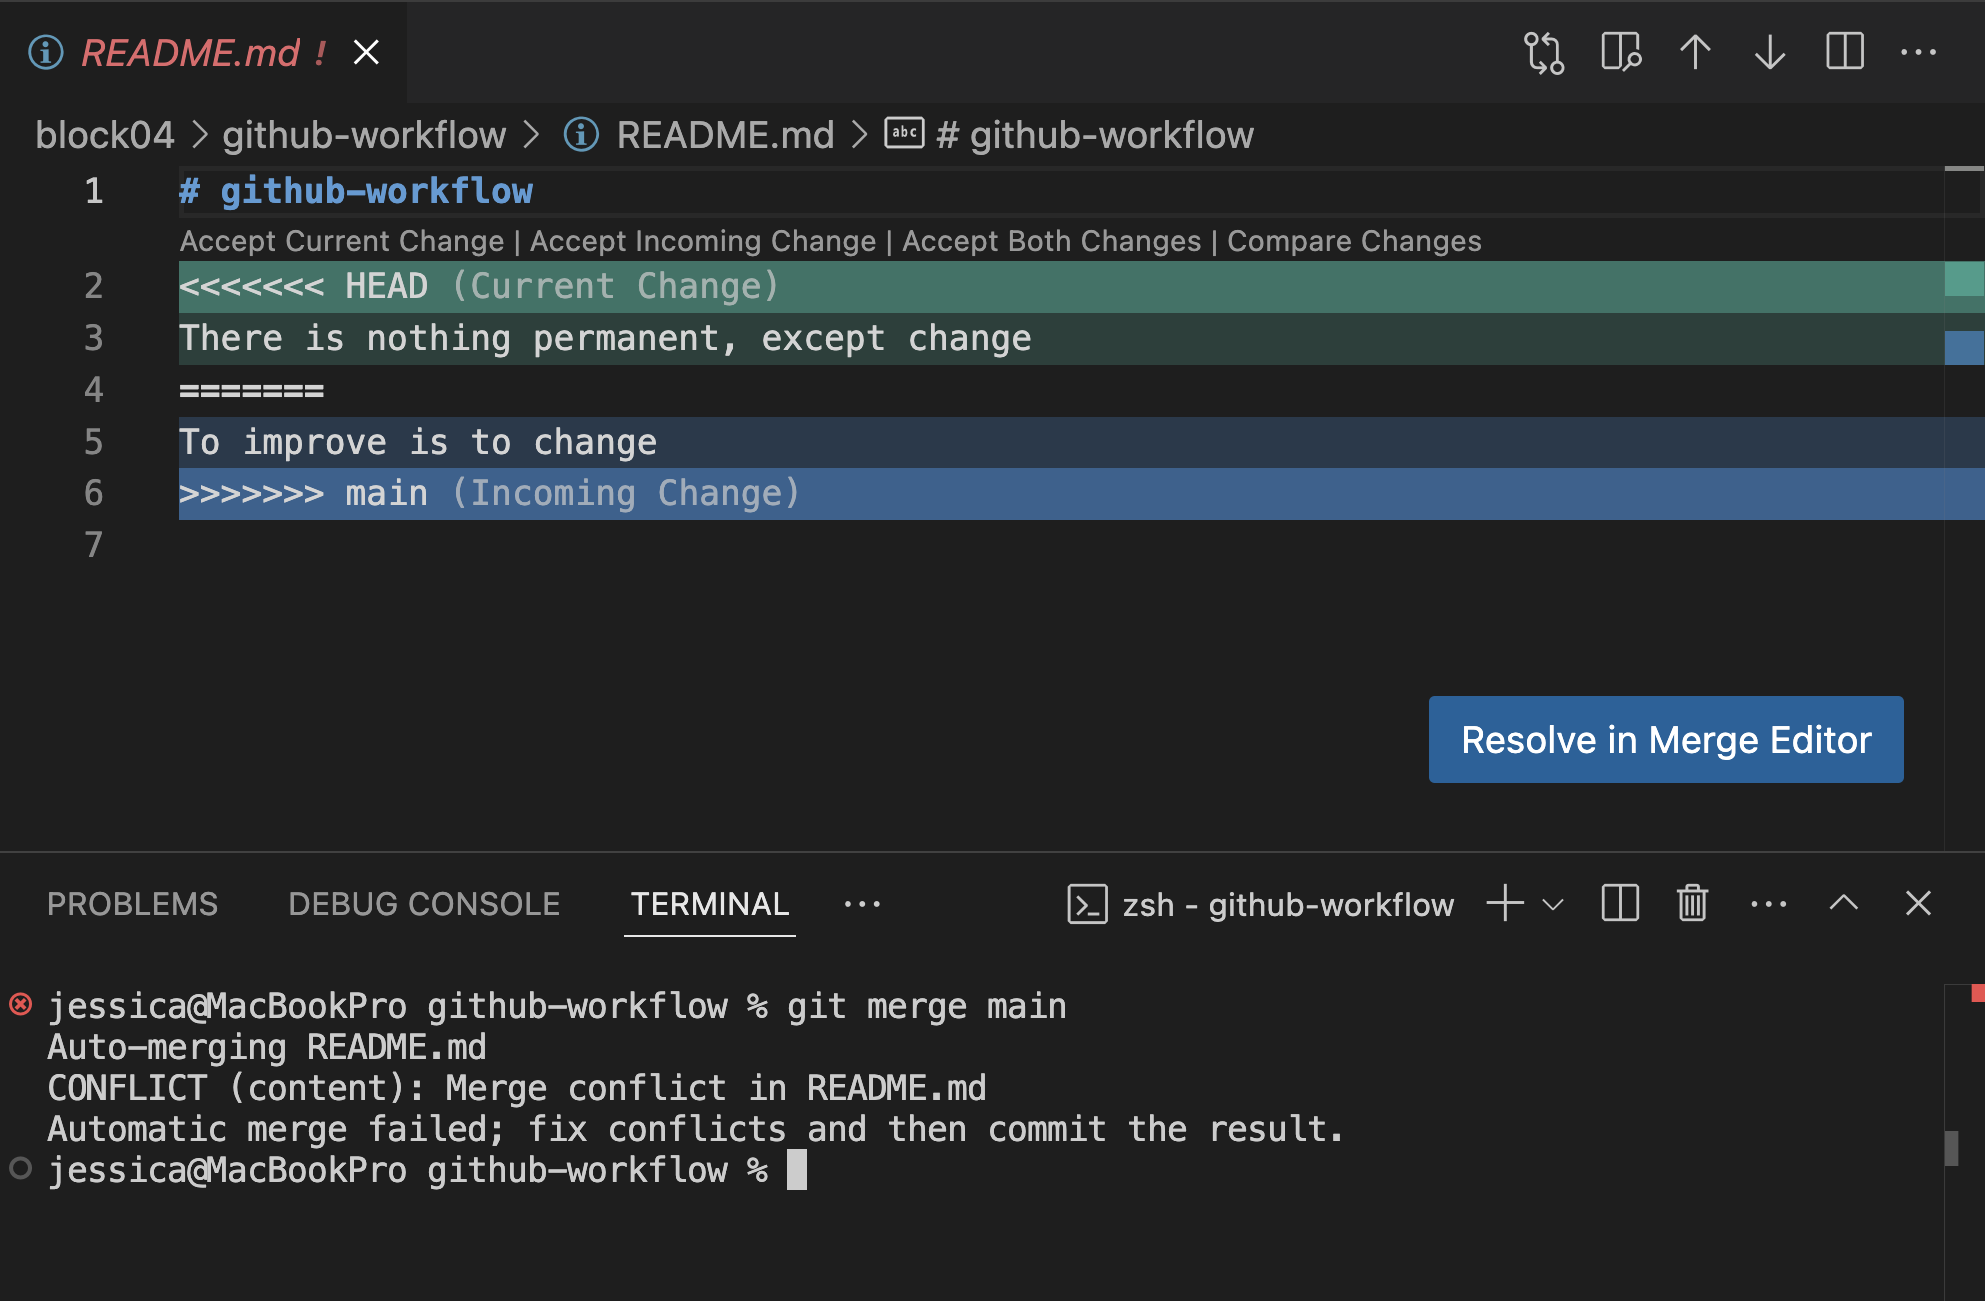 README.md !
block04 > github-workflow > README.md > abc # github-workflow
1 # github-workflow
Accept Current Change | Accept Incoming Change | Accept Both Changes | Compare Changes
2 <<<<<<< HEAD (Current Change)
3 There is nothing permanent, except change
4 =======
5 To improve is to change
6 >>>>>>> main (Incoming Change)
7
Resolve in Merge Editor
PROBLEMS DEBUG CONSOLE TERMINAL ··· zsh - github-workflow
jessica@MacBookPro github-workflow % git merge main
Auto-merging README.md
CONFLICT (content): Merge conflict in README.md
Automatic merge failed; fix conflicts and then commit the result.
jessica@MacBookPro github-workflow %